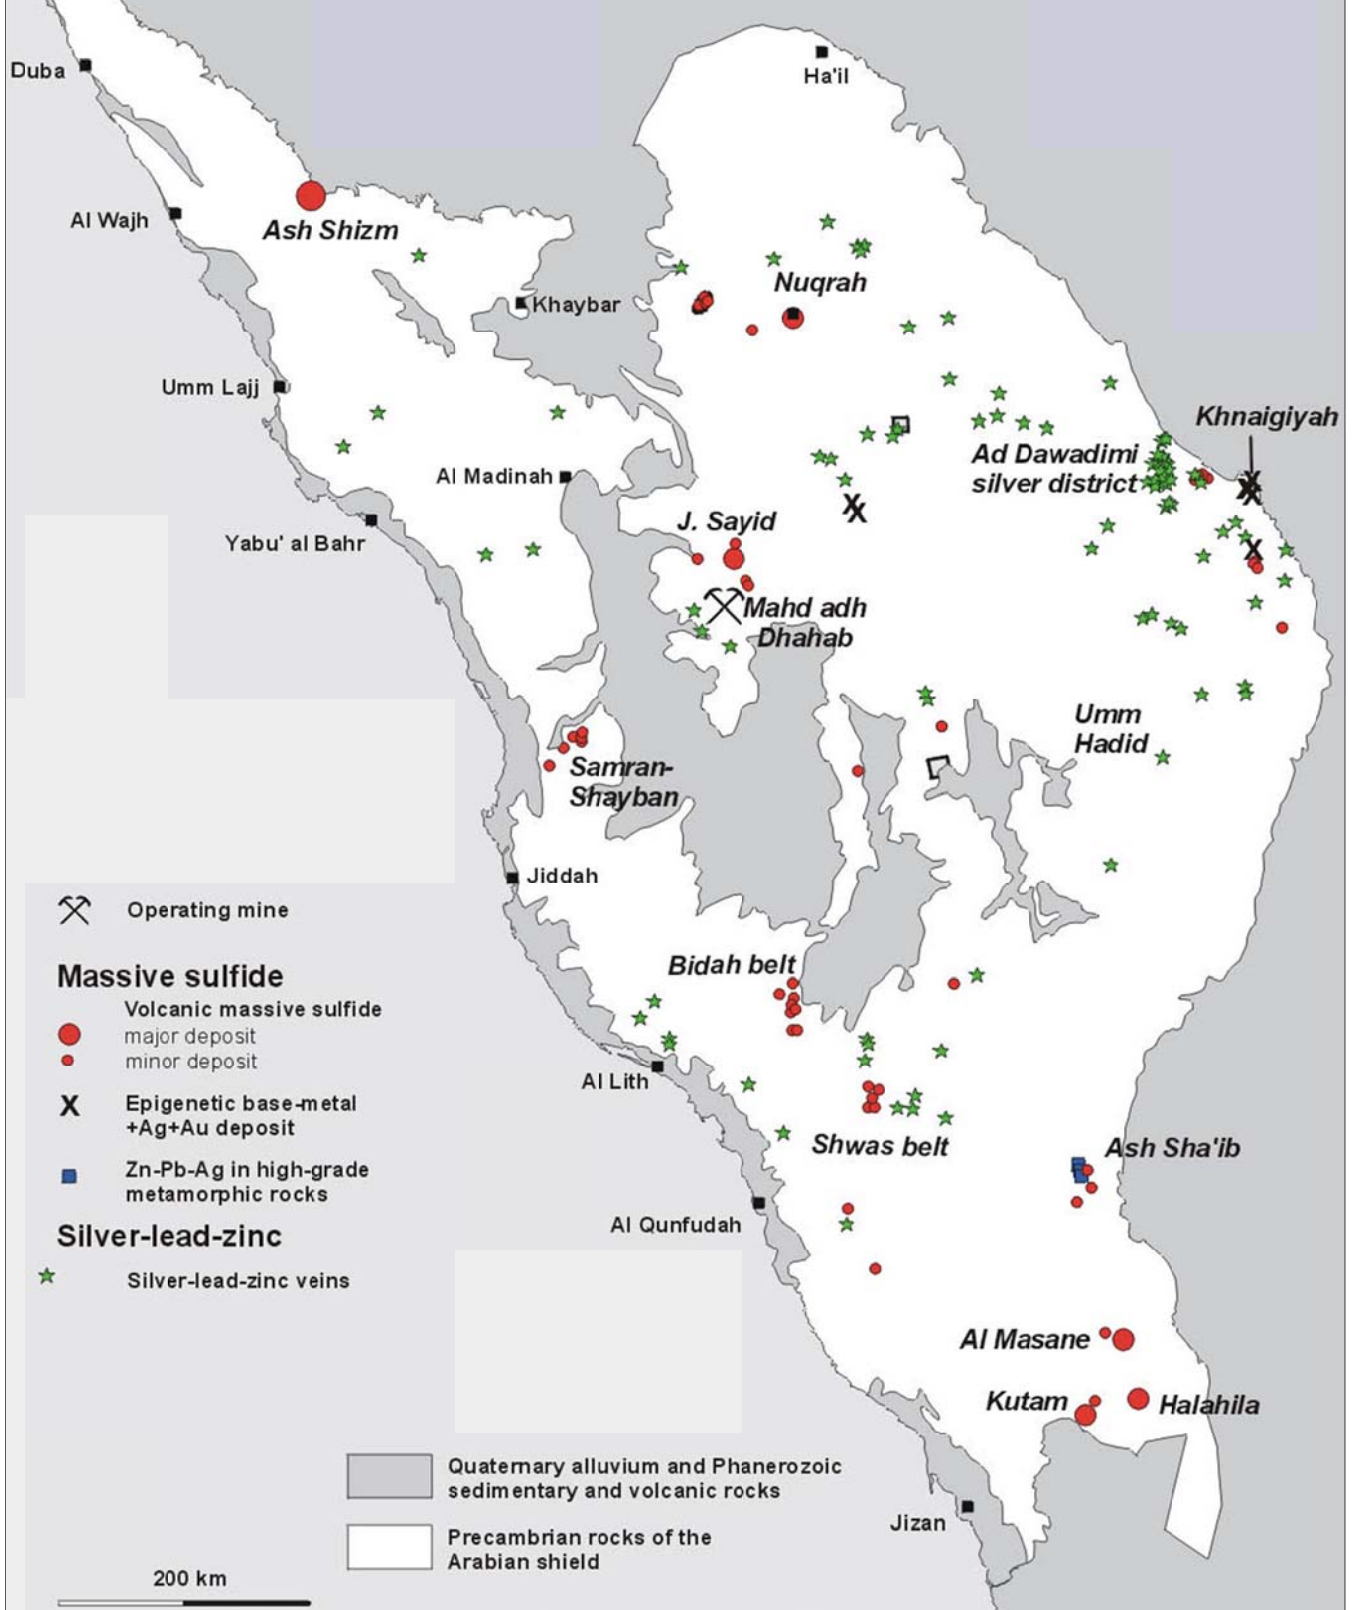 Duba
Ha'il
Al Wajh
Ash Shizm
Nuqrah
Khaybar
Umm Lajj
Khnaigiyah
Ad Dawadimi
silver district
Al Madinah
J. Sayid
Yabu' al Bahr
Mahd adh
Dhahab
Umm
Hadid
Samran-
Shayban
Jiddah
Operating mine
Bidah belt
Massive sulfide
Volcanic massive sulfide
major deposit
minor deposit
Al Lith
Epigenetic base-metal
+Ag+Au deposit
Shwas belt
Ash Sha'ib
Zn-Pb-Ag in high-grade
metamorphic rocks
Al Qunfudah
Silver-lead-zinc
Silver-lead-zinc veins
Al Masane
Kutam
Halahila
Quaternary alluvium and Phanerozoic
sedimentary and volcanic rocks
Jizan
Precambrian rocks of the
Arabian shield
200 km